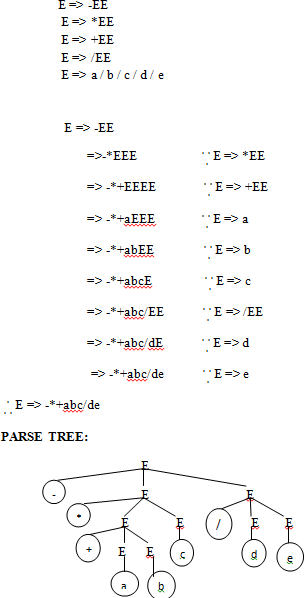 E => -EE
E => *EE
E => +EE
E => /EE
E => a / b / c / d / e
E => -EE
=>-*EEE ∵E => *EE
=> -*+EEEE ∵E => +EE
=> -*+aEEE ∵E => a
=> -*+abEE ∵E => b
=> -*+abcE ∵E => c
=> -*+abc/EE ∵E => /EE
=> -*+abc/dE ∵E => d
=> -*+abc/de ∵E => e
∴E => -*+abc/de
PARSE TREE:
E
- E E
* E E / E E
+ E E c d e
a b